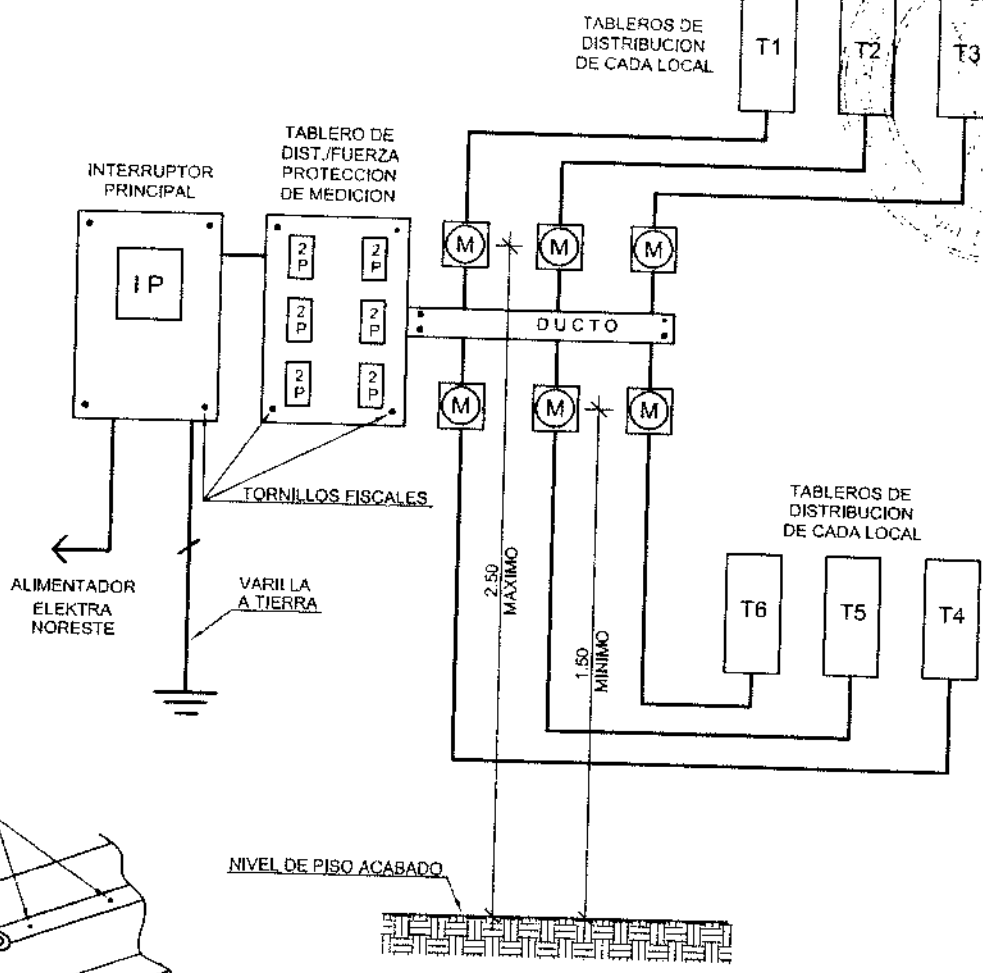 TABLEROS DE
DISTRIBUCION
DE CADA LOCAL
T1
T2
T3
INTERRUPTOR
PRINCIPAL
TABLERO DE
DIST./FUERZA
PROTECCION
DE MEDICION
I P
2
P
2
P
2
P
2
P
2
P
2
P
M
M
M
DUCTO
M
M
M
TORNILLOS FISCALES
ALIMENTADOR
ELEKTRA
NORESTE
VARILLA
A TIERRA
2.50
MAXIMO
1.50
MINIMO
TABLEROS DE
DISTRIBUCION
DE CADA LOCAL
T6
T5
T4
NIVEL DE PISO ACABADO